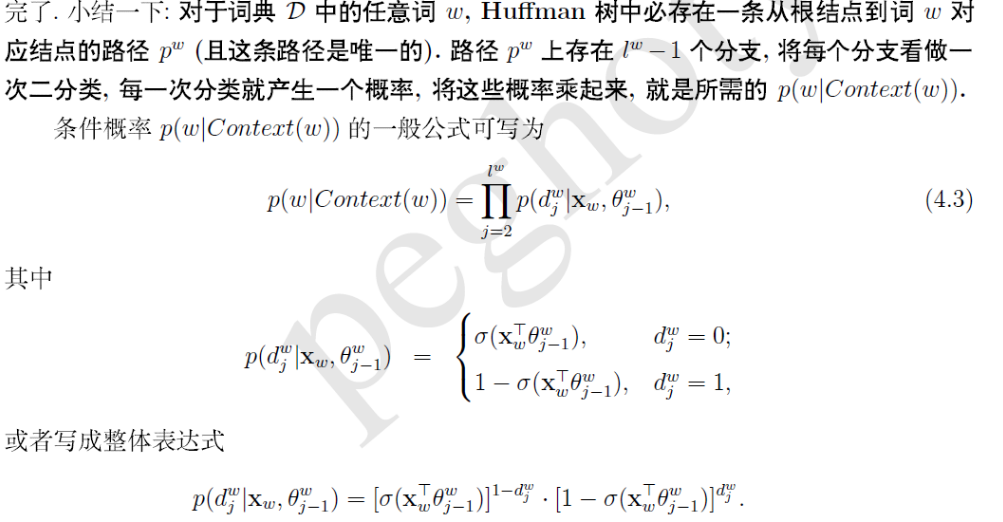 完了. 小结一下: 对于词典 $\mathcal{D}$ 中的任意词 $w$, Huffman 树中必存在一条从根结点到词 $w$ 对
应结点的路径 $p^w$ (且这条路径是唯一的). 路径 $p^w$ 上存在 $l^w - 1$ 个分支, 将每个分支看做一
次二分类, 每一次分类就产生一个概率, 将这些概率乘起来, 就是所需的 $p(w|Context(w))$.
条件概率 $p(w|Context(w))$ 的一般公式可写为
$p(w|Context(w)) = \prod_{j=2}^{l^w} p(d_j^w|\mathbf{x}_w, \theta_{j-1}^w),$ (4.3)
其中
$p(d_j^w|\mathbf{x}_w, \theta_{j-1}^w) = \begin{cases} \sigma(\mathbf{x}_w^\top \theta_{j-1}^w), & d_j^w = 0; \\ 1 - \sigma(\mathbf{x}_w^\top \theta_{j-1}^w), & d_j^w = 1, \end{cases}$
或者写成整体表达式
$p(d_j^w|\mathbf{x}_w, \theta_{j-1}^w) = [\sigma(\mathbf{x}_w^\top \theta_{j-1}^w)]^{1-d_j^w} \cdot [1 - \sigma(\mathbf{x}_w^\top \theta_{j-1}^w)]^{d_j^w}.$
peghoty